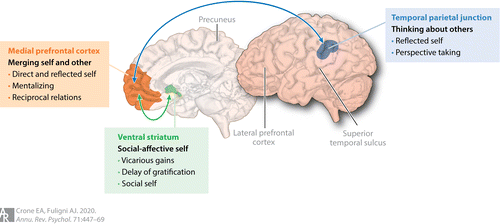 Medial prefrontal cortex
Merging self and other
· Direct and reflected self
· Mentalizing
· Reciprocal relations
Precuneus
Temporal parietal junction
Thinking about others
· Reflected self
· Perspective taking
Ventral striatum
Social-affective self
· Vicarious gains
· Delay of gratification
· Social self
Lateral prefrontal
cortex
Superior
temporal sulcus
AR Crone EA, Fuligni AJ. 2020.
Annu. Rev. Psychol. 71:447–69